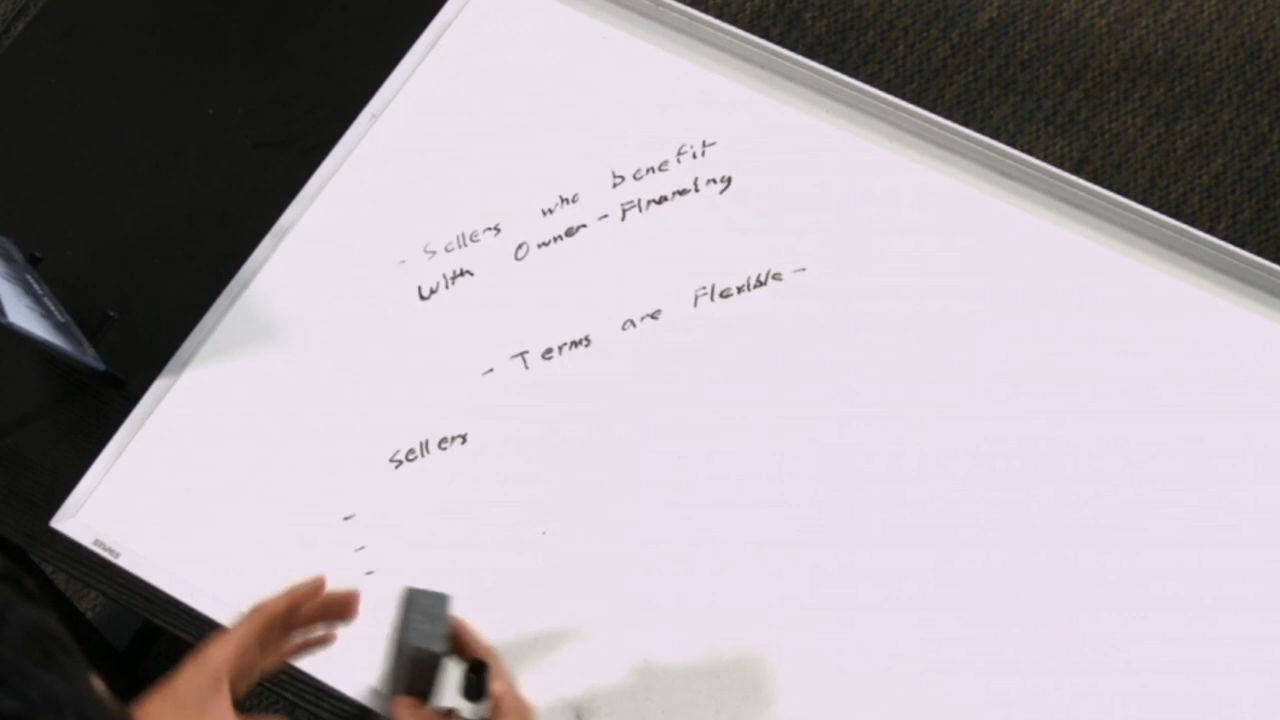 - Sellers who benefit
with Owner-Financing
- Terms are Flexible -
sellers
-
-
-